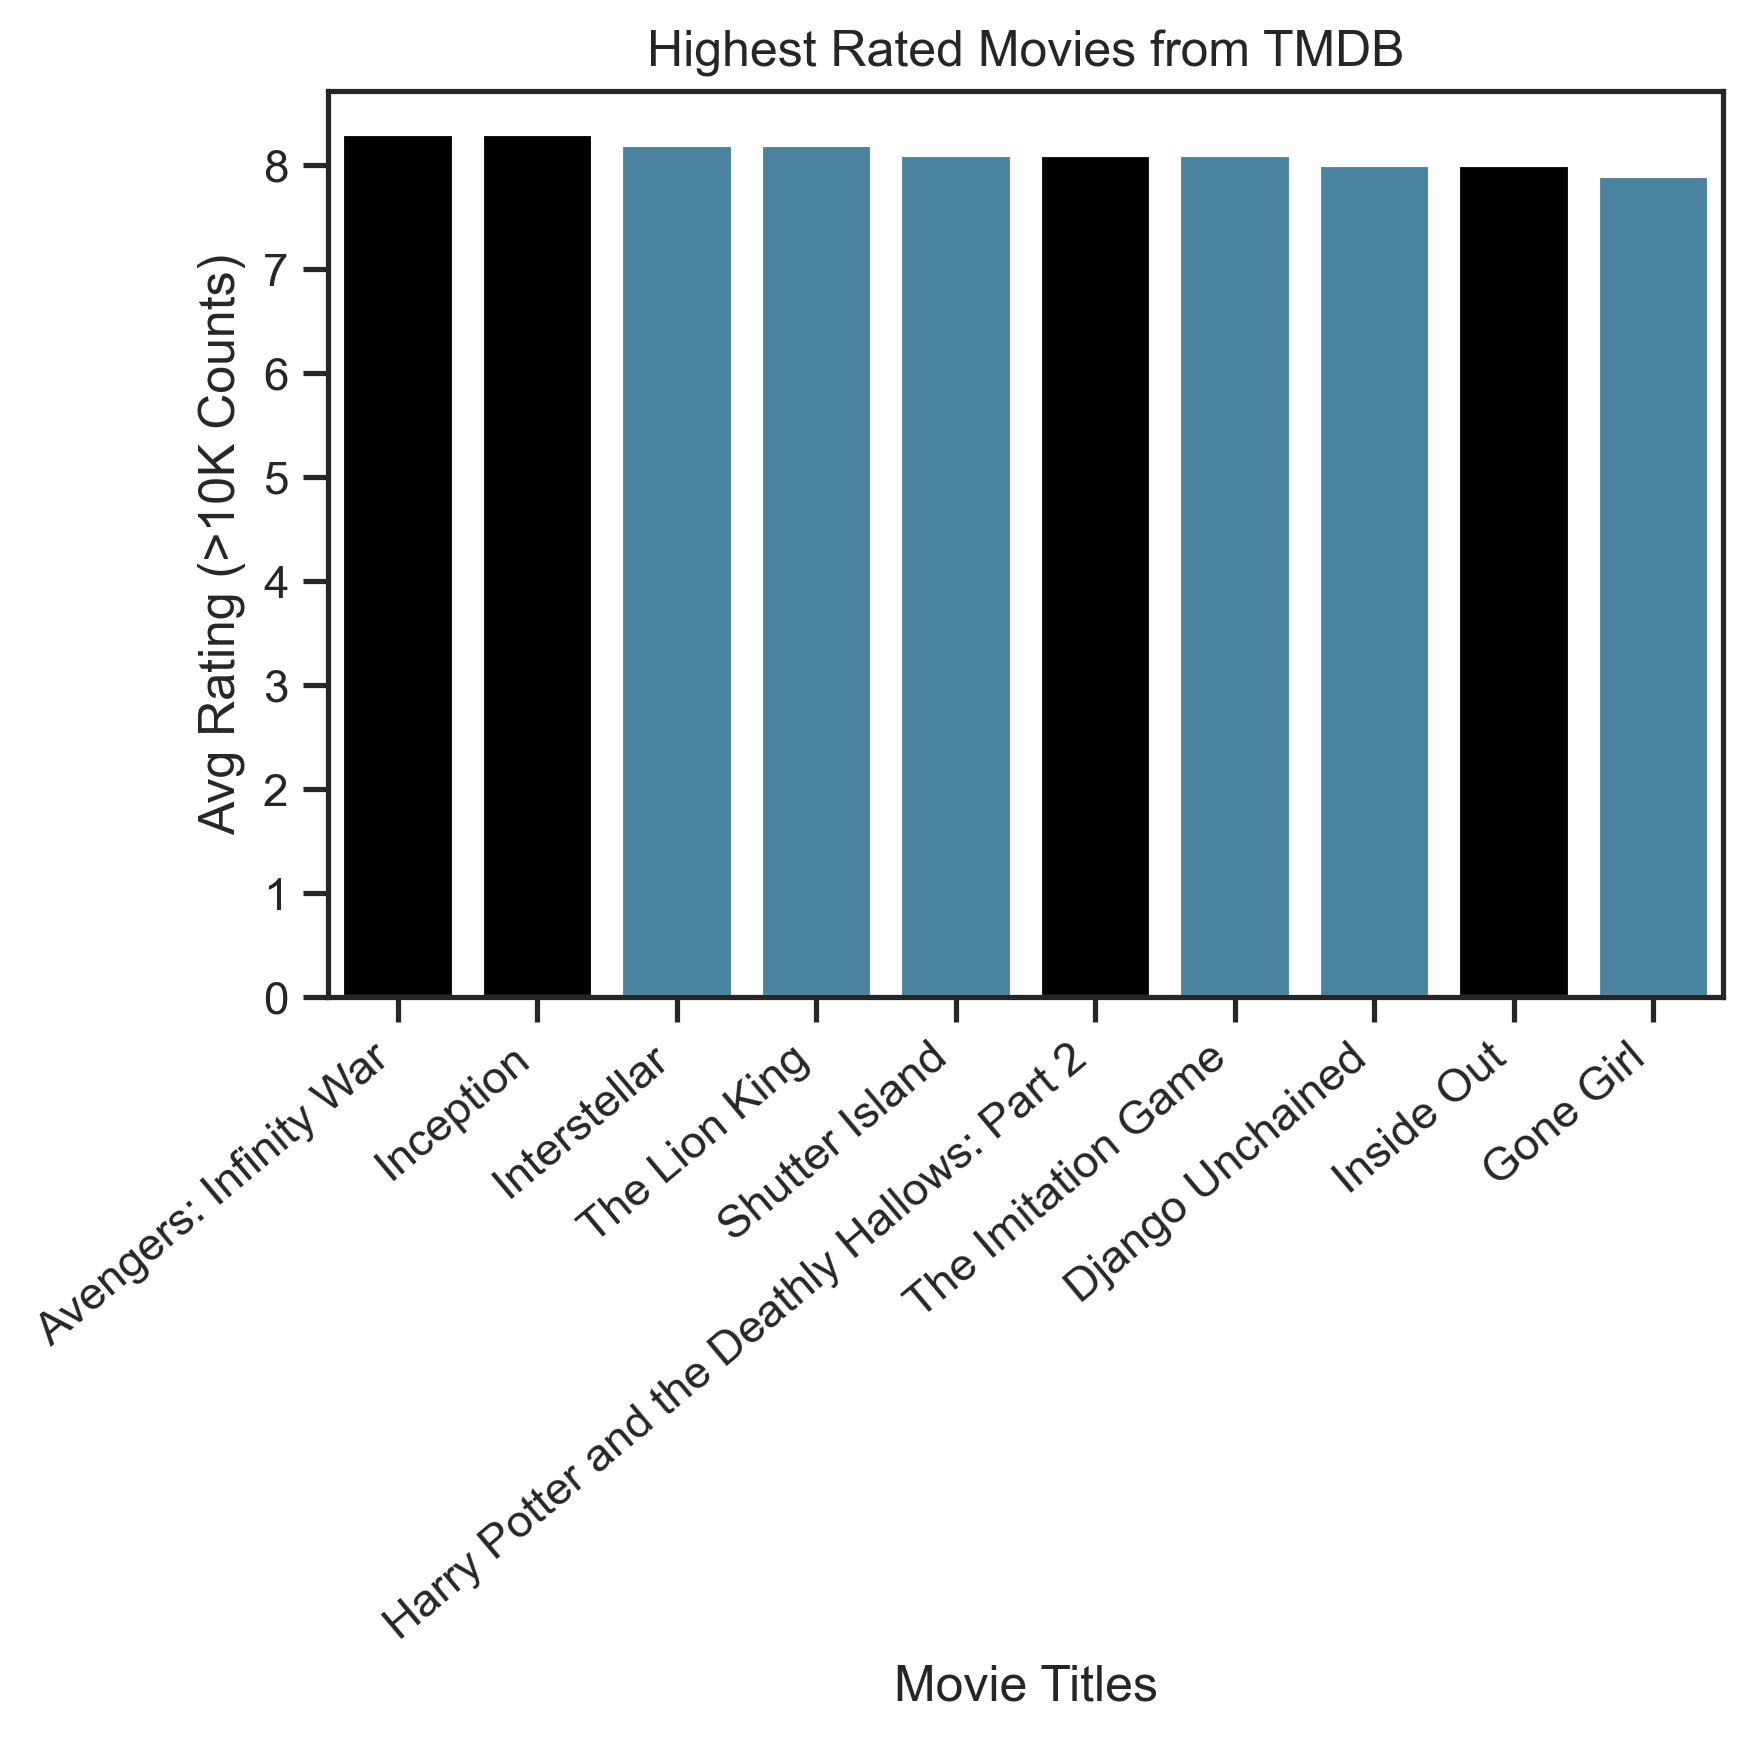 Highest Rated Movies from TMDB
Avg Rating (>10K Counts)
8
7
6
5
4
3
2
1
0
Avengers: Infinity War
Inception
Interstellar
The Lion King
Shutter Island
Harry Potter and the Deathly Hallows: Part 2
The Imitation Game
Django Unchained
Inside Out
Gone Girl
Movie Titles